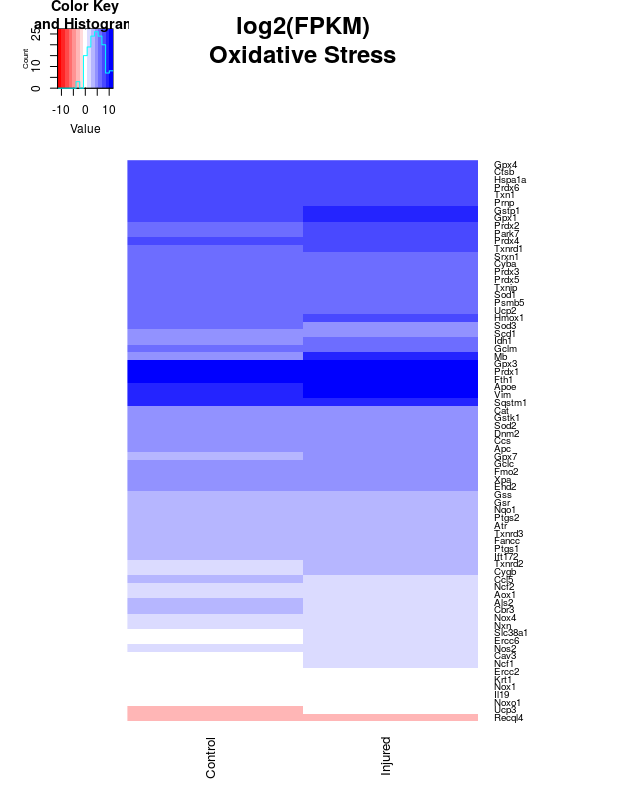 Color Key
and Histogram
Count
0 10 25
-10 0 10
Value
log2(FPKM)
Oxidative Stress
Gpx4
Ctsb
Hspa1a
Prdx6
Txn1
Prnp
Gstp1
Gpx1
Prdx2
Park7
Prdx4
Txnrd1
Srxn1
Cyba
Prdx3
Prdx5
Txnip
Sod1
Psmb5
Ucp2
Hmox1
Sod3
Scd1
Idh1
Gclm
Mb
Gpx3
Prdx1
Fth1
Apoe
Vim
Sqstm1
Cat
Gstk1
Sod2
Dnm2
Ccs
Apc
Gpx7
Gclc
Fmo2
Xpa
Ehd2
Gss
Gsr
Nqo1
Ptgs2
Atr
Txnrd3
Fancc
Ptgs1
Ift172
Txnrd2
Cygb
Ccl5
Ncf2
Aox1
Als2
Cbr3
Nox4
Nxn
Slc38a1
Ercc6
Nos2
Cav3
Ncf1
Ercc2
Krt1
Nox1
Il19
Noxo1
Ucp3
Recql4
Control
Injured